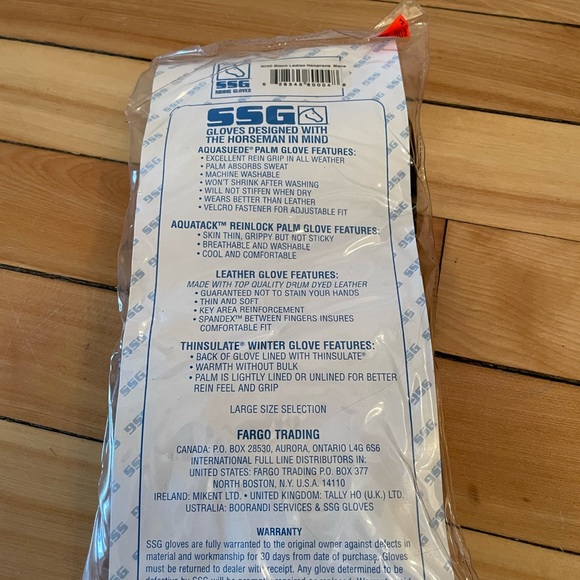 SSG
RIDING GLOVES
SSG
GLOVES DESIGNED WITH
THE HORSEMAN IN MIND
AQUASUEDE® PALM GLOVE FEATURES:
• EXCELLENT REIN GRIP IN ALL WEATHER
• PALM ABSORBS SWEAT
• MACHINE WASHABLE
• WON'T SHRINK AFTER WASHING
• WILL NOT STIFFEN WHEN DRY
• WEARS BETTER THAN LEATHER
• VELCRO FASTENER FOR ADJUSTABLE FIT
AQUATACK™ REINLOCK PALM GLOVE FEATURES:
• SKIN THIN, GRIPPY BUT NOT STICKY
• BREATHABLE AND WASHABLE
• COOL AND COMFORTABLE
LEATHER GLOVE FEATURES:
MADE WITH TOP QUALITY DRUM DYED LEATHER
• GUARANTEED NOT TO STAIN YOUR HANDS
• THIN AND SOFT
• KEY AREA REINFORCEMENT
• SPANDEX™ BETWEEN FINGERS INSURES
COMFORTABLE FIT
THINSULATE® WINTER GLOVE FEATURES:
• BACK OF GLOVE LINED WITH THINSULATE®
• WARMTH WITHOUT BULK
• PALM IS LIGHTLY LINED OR UNLINED FOR BETTER
REIN FEEL AND GRIP
LARGE SIZE SELECTION
FARGO TRADING
CANADA: P.O. BOX 28530, AURORA, ONTARIO L4G 6S6
INTERNATIONAL FULL LINE DISTRIBUTORS IN:
UNITED STATES: FARGO TRADING P.O. BOX 377
NORTH BOSTON, N.Y. U.S.A. 14110
IRELAND: MIKENT LTD. • UNITED KINGDOM: TALLY HO (U.K.) LTD.
USTRALIA: BOORANDI SERVICES & SSG GLOVES
WARRANTY
SSG gloves are fully warranted to the original owner against defects in
material and workmanship for 30 days from date of purchase. Gloves
must be returned to dealer with receipt. Any glove determined to be